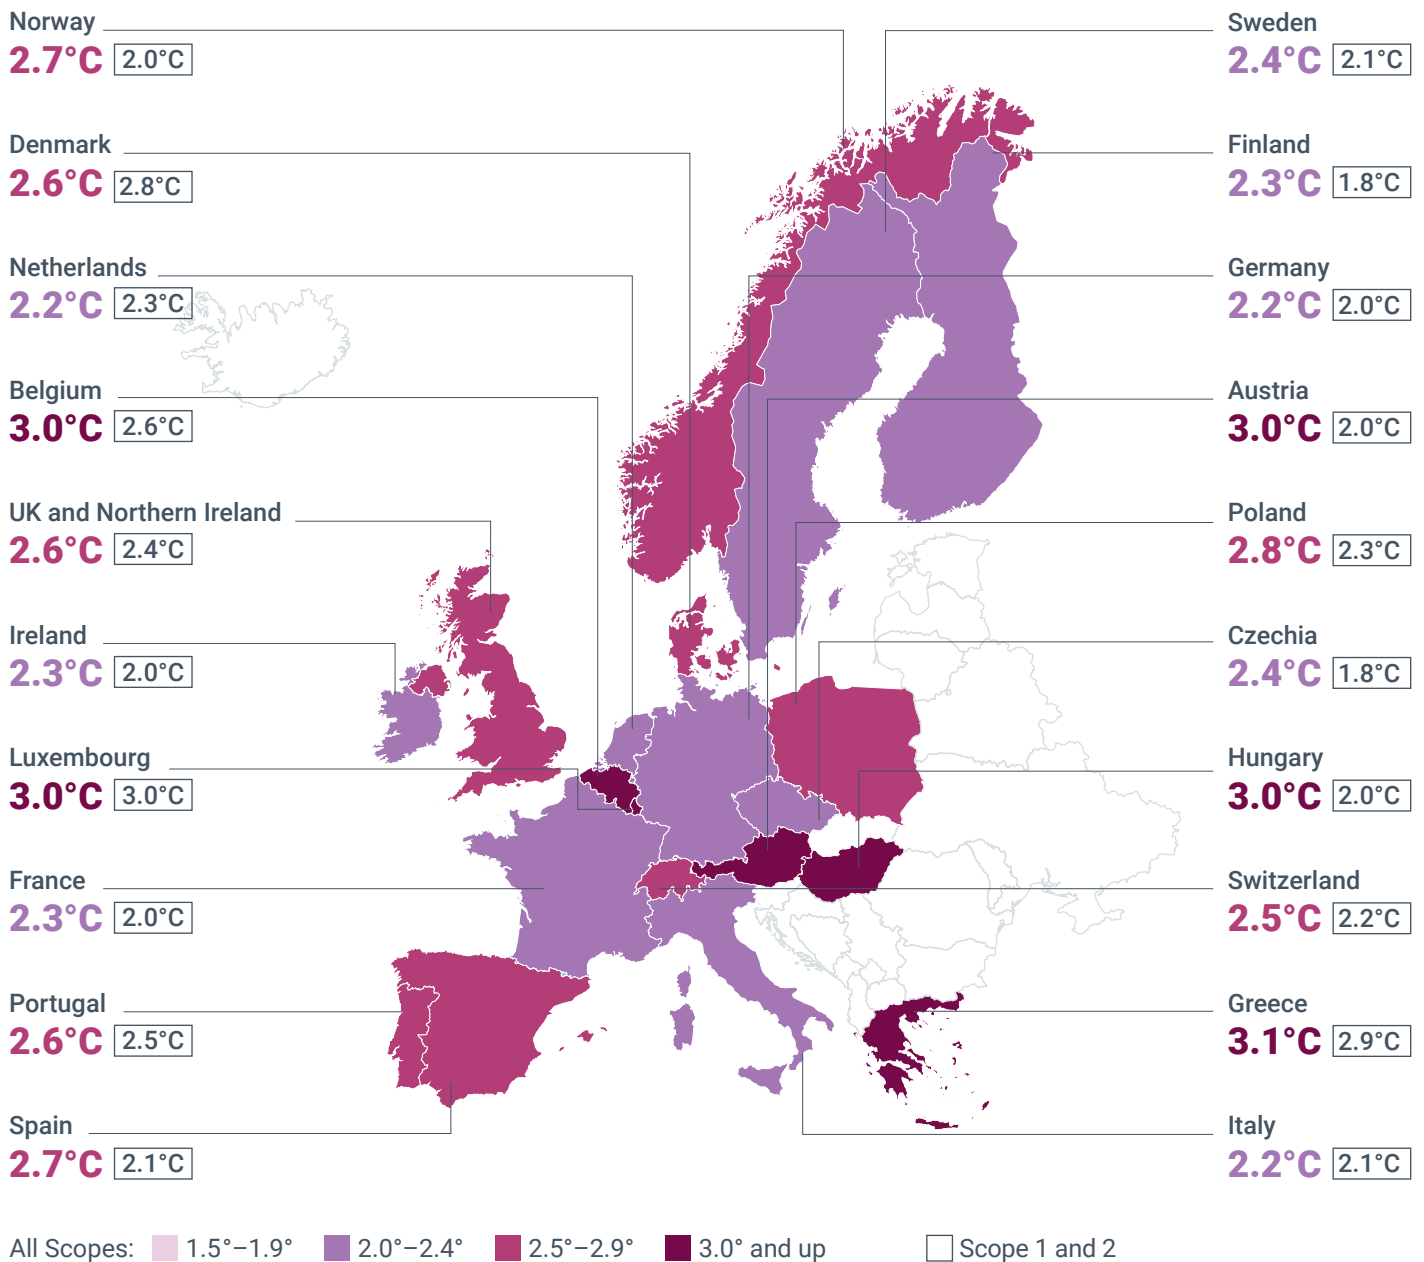 Norway
2.7°C 2.0°C
Denmark
2.6°C 2.8°C
Netherlands
2.2°C 2.3°C
Belgium
3.0°C 2.6°C
UK and Northern Ireland
2.6°C 2.4°C
Ireland
2.3°C 2.0°C
Luxembourg
3.0°C 3.0°C
France
2.3°C 2.0°C
Portugal
2.6°C 2.5°C
Spain
2.7°C 2.1°C
Sweden
2.4°C 2.1°C
Finland
2.3°C 1.8°C
Germany
2.2°C 2.0°C
Austria
3.0°C 2.0°C
Poland
2.8°C 2.3°C
Czechia
2.4°C 1.8°C
Hungary
3.0°C 2.0°C
Switzerland
2.5°C 2.2°C
Greece
3.1°C 2.9°C
Italy
2.2°C 2.1°C
All Scopes: 1.5°–1.9° 2.0°–2.4° 2.5°–2.9° 3.0° and up Scope 1 and 2